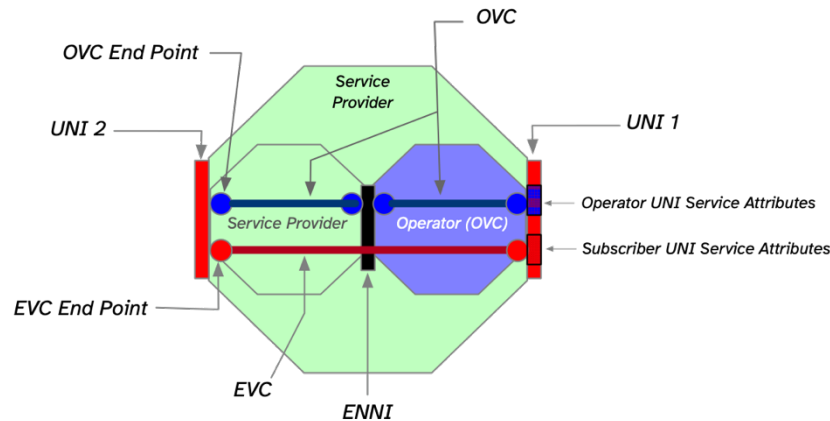 OVC
OVC End Point
Service
Provider
UNI 2
UNI 1
Operator UNI Service Attributes
Service Provider
Operator (OVC)
Subscriber UNI Service Attributes
EVC End Point
EVC
ENNI